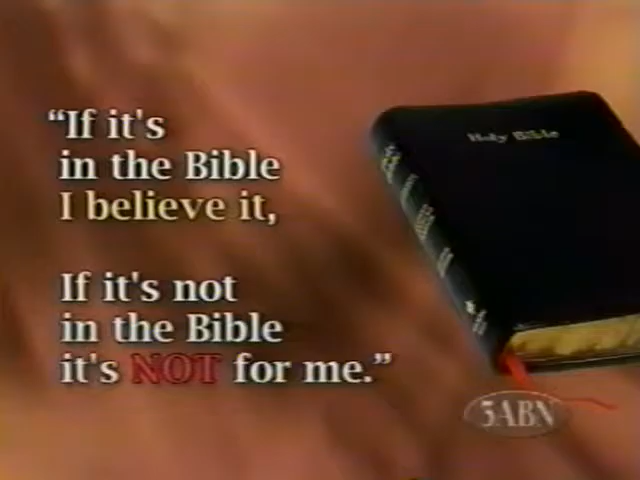 “If it's
in the Bible
I believe it,
If it's not
in the Bible
it's NOT for me.”
Holy Bible
3ABN